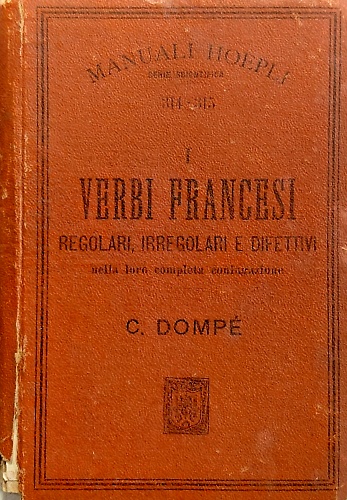 MANUALI HOEPLI
SERIE SCIENTIFICA
314-315
I
VERBI FRANCESI
REGOLARI, IRREGOLARI E DIFETTIVI
nella loro completa coniugazione
C. DOMPÉ